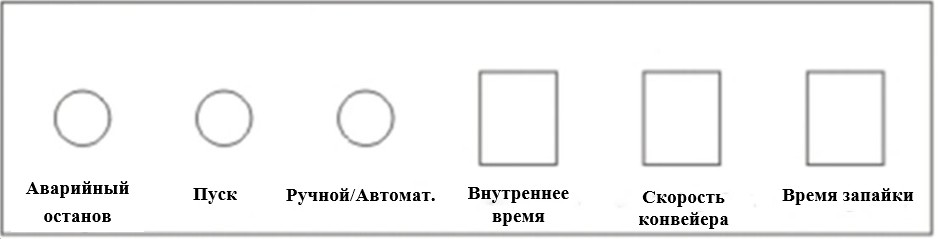 Аварийный
останов
Пуск
Ручной/Автомат.
Внутреннее
время
Скорость
конвейера
Время запайки